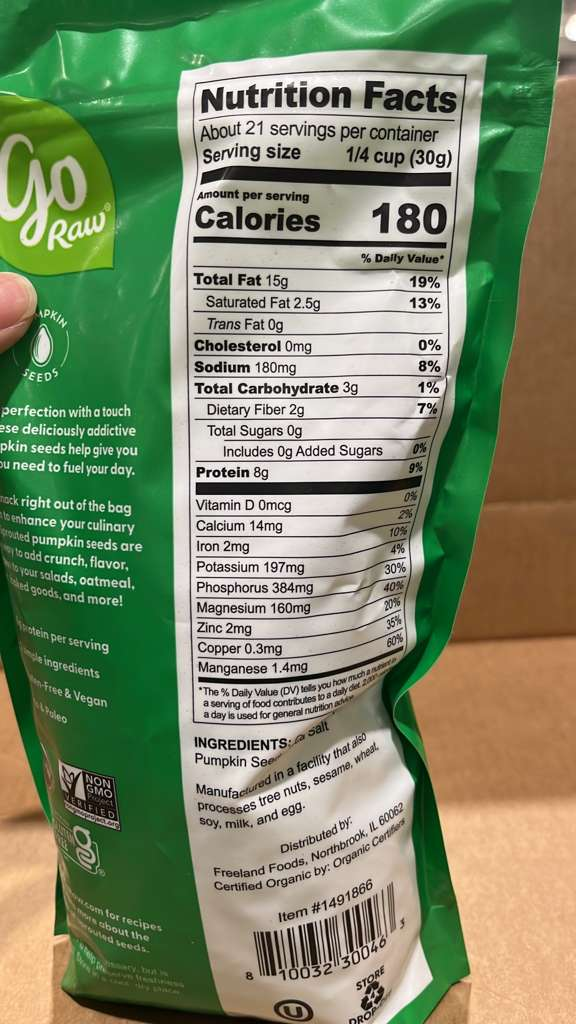 Go
Raw®
PUMPKIN
SEEDS
perfection with a touch
deliciously addictive
seeds help give you
need to fuel your day.
right out of the bag
to enhance your culinary
pumpkin seeds are
to add crunch, flavor,
to your salads, oatmeal,
goods, and more!
protein per serving
ingredients
& Vegan
Paleo
NON
GMO
Project
VERIFIED
for recipes
more about the
seeds.
Nutrition Facts
About 21 servings per container
Serving size 1/4 cup (30g)
Amount per serving
Calories 180
% Daily Value*
Total Fat 15g 19%
Saturated Fat 2.5g 13%
Trans Fat 0g
Cholesterol 0mg 0%
Sodium 180mg 8%
Total Carbohydrate 3g 1%
Dietary Fiber 2g 7%
Total Sugars 0g
Includes 0g Added Sugars 0%
Protein 8g 9%
Vitamin D 0mcg 0%
Calcium 14mg 2%
Iron 2mg 10%
Potassium 197mg 4%
Phosphorus 384mg 30%
Magnesium 160mg 40%
Zinc 2mg 20%
Copper 0.3mg 35%
Manganese 1.4mg 60%
*The % Daily Value (DV) tells you how much a nutrient in
a serving of food contributes to a daily diet. 2,000
a day is used for general nutrition advice.
INGREDIENTS: Salt
Pumpkin
Manufactured in a facility that also
processes tree nuts, sesame, wheat,
soy, milk, and egg.
Distributed by:
Freeland Foods, Northbrook, IL 60062
Certified Organic by: Organic Certifiers
Item #1491866
8 10032 30046 3
U
STORE
DROP